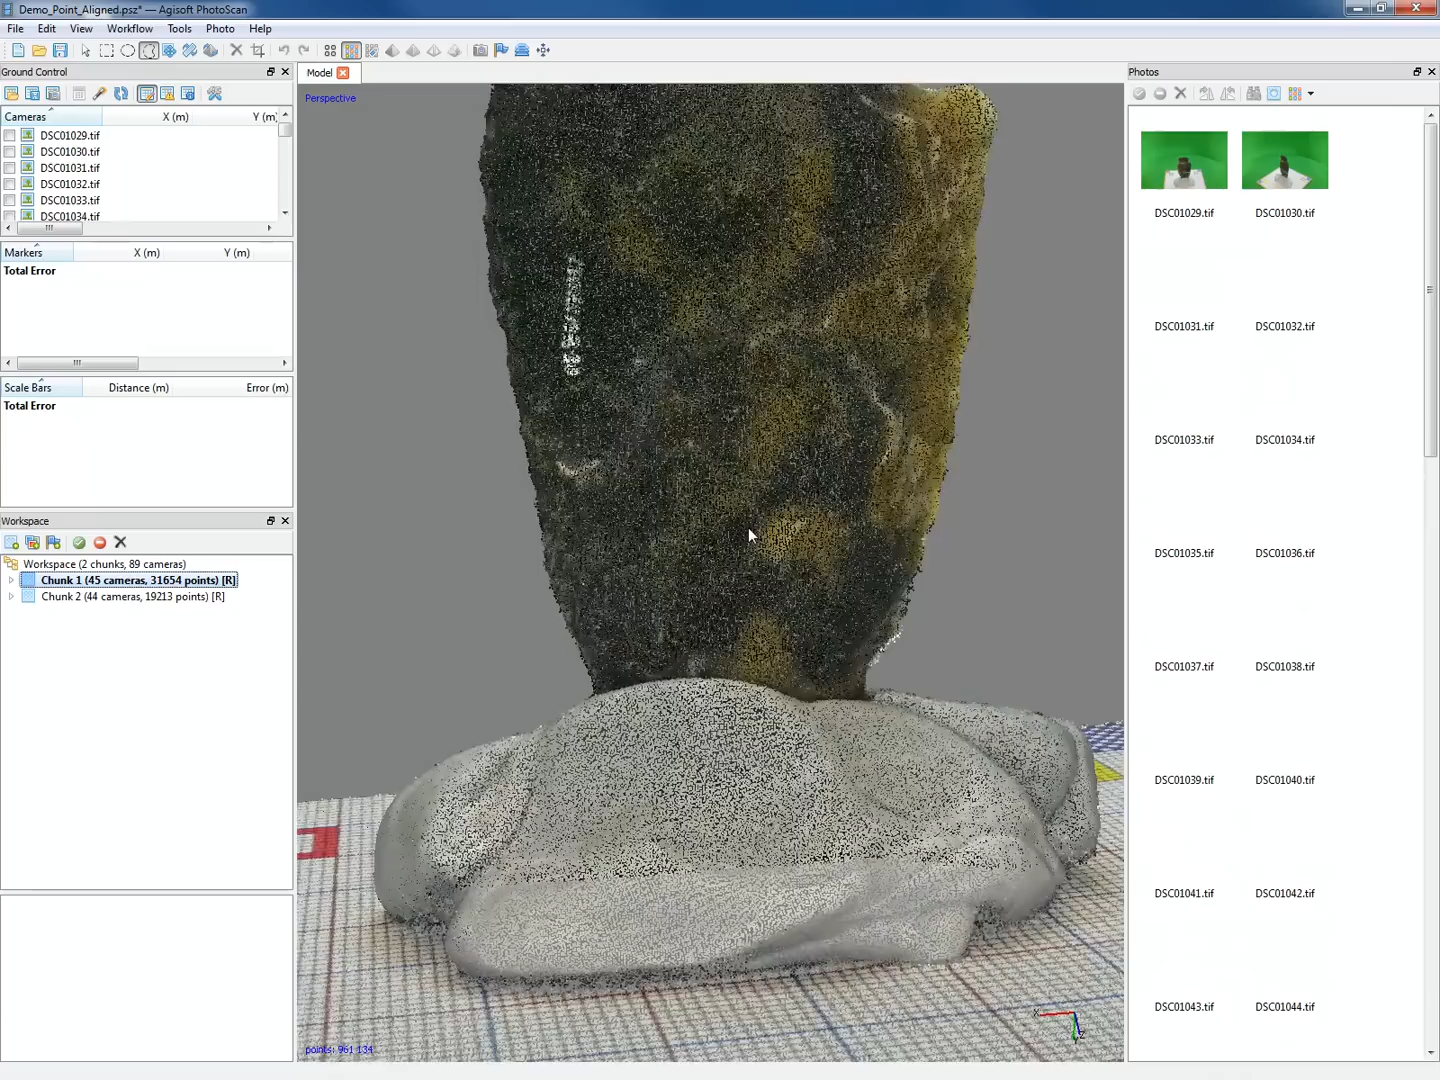 Demo_Point_Aligned.psz* — Agisoft PhotoScan
File Edit View Workflow Tools Photo Help
Ground Control
Cameras X (m) Y (m)
DSC01029.tif
DSC01030.tif
DSC01031.tif
DSC01032.tif
DSC01033.tif
DSC01034.tif
Markers X (m) Y (m)
Total Error
Scale Bars Distance (m) Error (m)
Total Error
Workspace
Workspace (2 chunks, 89 cameras)
Chunk 1 (45 cameras, 31654 points) [R]
Chunk 2 (44 cameras, 19213 points) [R]
Model
Perspective
X
Z
points: 961 134
Photos
DSC01029.tif DSC01030.tif
DSC01031.tif DSC01032.tif
DSC01033.tif DSC01034.tif
DSC01035.tif DSC01036.tif
DSC01037.tif DSC01038.tif
DSC01039.tif DSC01040.tif
DSC01041.tif DSC01042.tif
DSC01043.tif DSC01044.tif